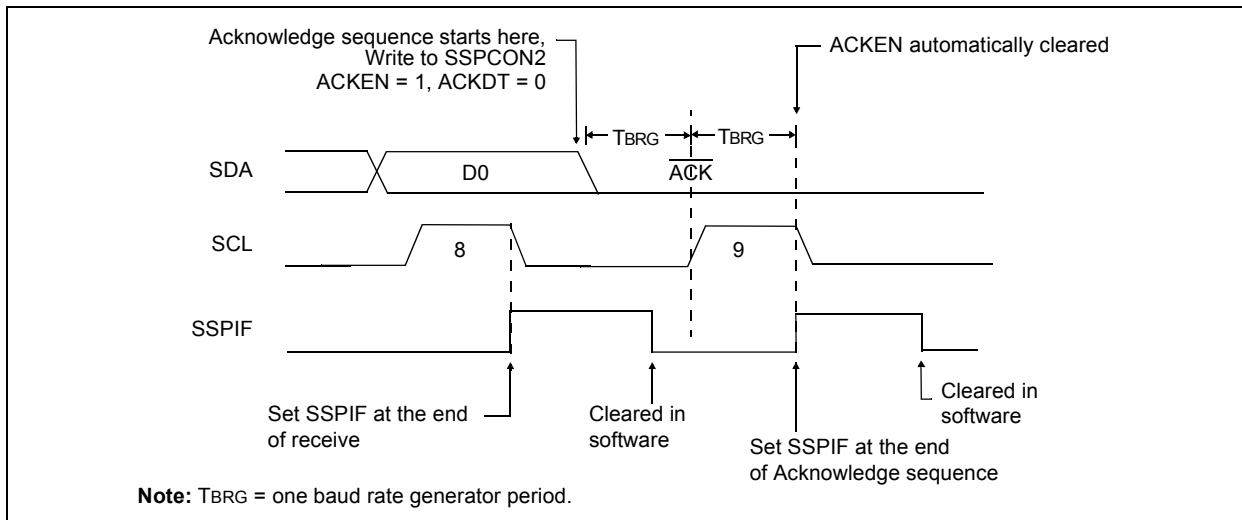 Acknowledge sequence starts here,
Write to SSPCON2
ACKEN = 1, ACKDT = 0
ACKEN automatically cleared
TBRG
TBRG
SDA
D0
ACK
SCL
8
9
SSPIF
Set SSPIF at the end
of receive
Cleared in
software
Set SSPIF at the end
of Acknowledge sequence
Cleared in
software
Note: TBRG = one baud rate generator period.